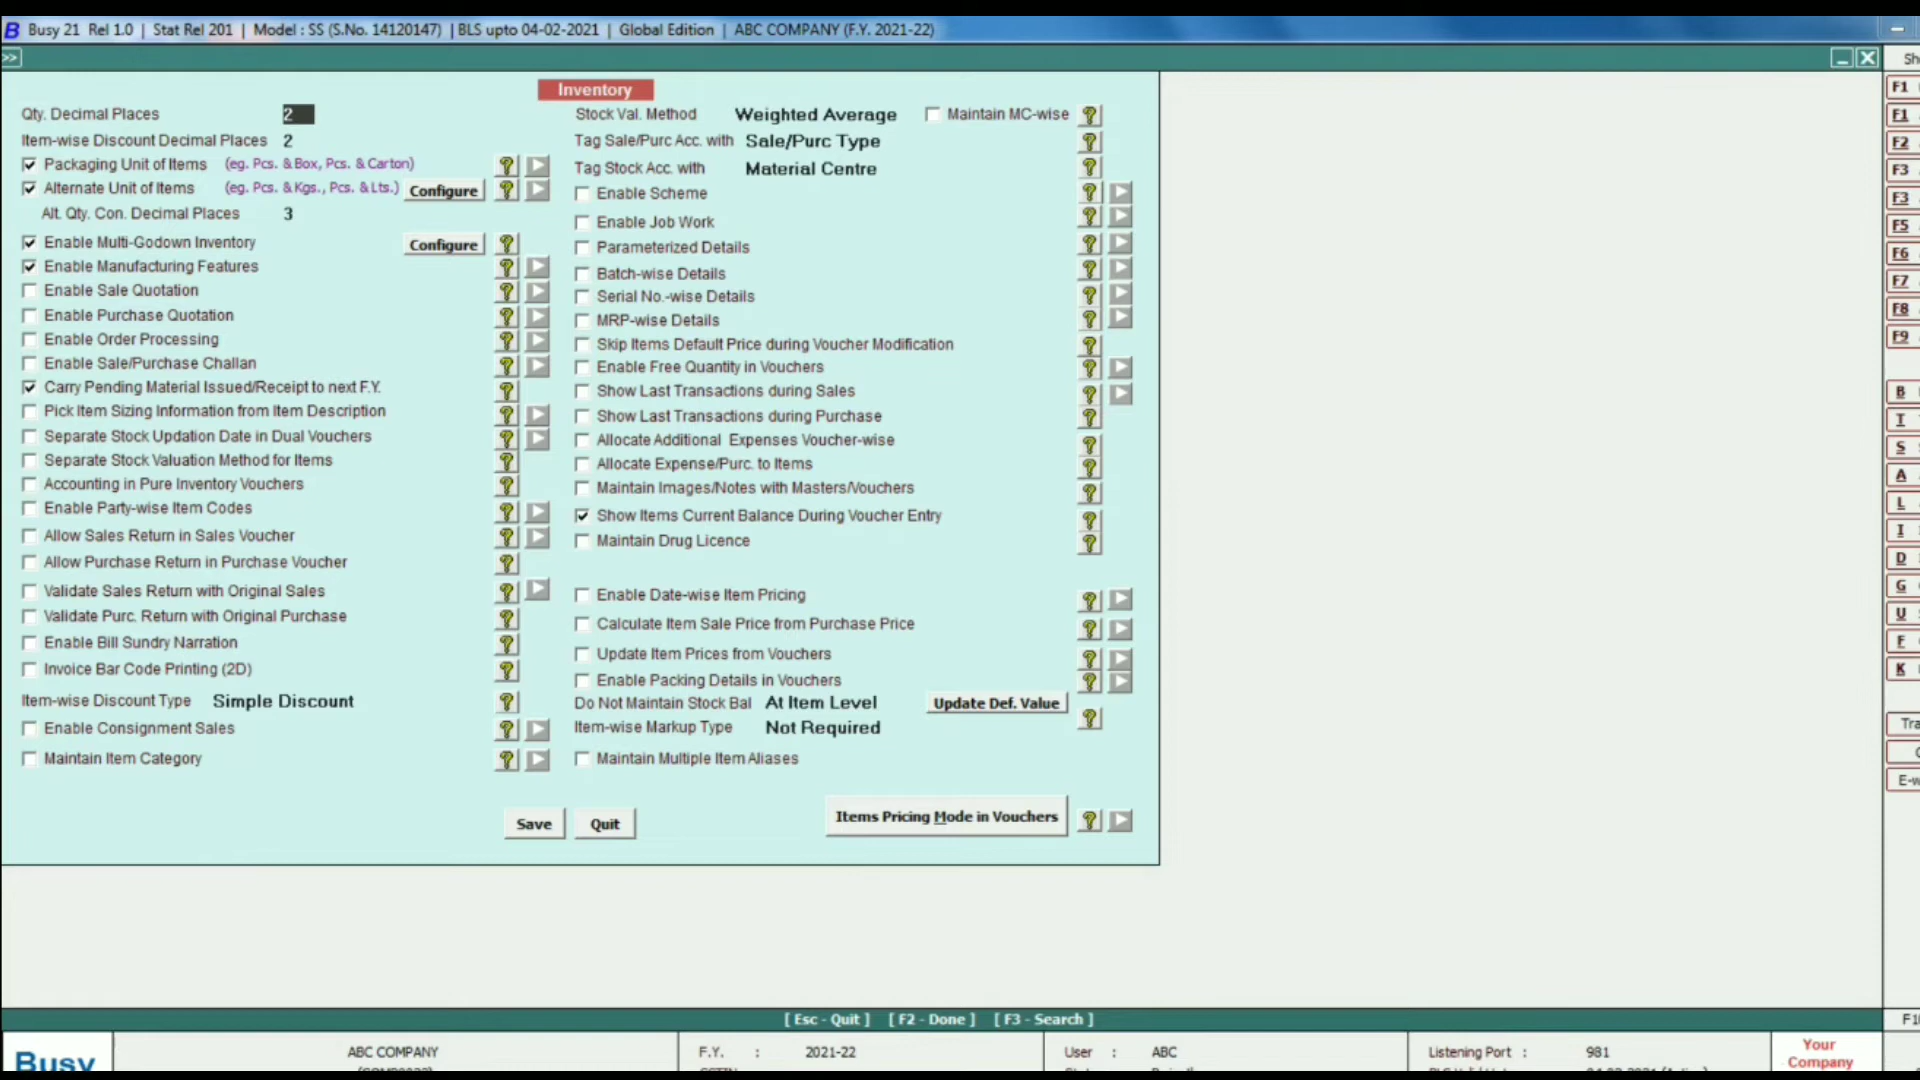 Busy 21 Rel 1.0 | Stat Rel 201 | Model : SS (S.No. 14120147) | BLS upto 04-02-2021 | Global Edition | ABC COMPANY (F.Y. 2021-22)
>>
Inventory
Qty. Decimal Places 2
Item-wise Discount Decimal Places 2
Packaging Unit of Items (eg. Pcs. & Box, Pcs. & Carton)
Alternate Unit of Items (eg. Pcs. & Kgs., Pcs. & Lts.) Configure
Alt. Qty. Con. Decimal Places 3
Enable Multi-Godown Inventory Configure
Enable Manufacturing Features
Enable Sale Quotation
Enable Purchase Quotation
Enable Order Processing
Enable Sale/Purchase Challan
Carry Pending Material Issued/Receipt to next F.Y.
Pick Item Sizing Information from Item Description
Separate Stock Updation Date in Dual Vouchers
Separate Stock Valuation Method for Items
Accounting in Pure Inventory Vouchers
Enable Party-wise Item Codes
Allow Sales Return in Sales Voucher
Allow Purchase Return in Purchase Voucher
Validate Sales Return with Original Sales
Validate Purc. Return with Original Purchase
Enable Bill Sundry Narration
Invoice Bar Code Printing (2D)
Item-wise Discount Type Simple Discount
Enable Consignment Sales
Maintain Item Category
Stock Val. Method Weighted Average Maintain MC-wise
Tag Sale/Purc Acc. with Sale/Purc Type
Tag Stock Acc. with Material Centre
Enable Scheme
Enable Job Work
Parameterized Details
Batch-wise Details
Serial No.-wise Details
MRP-wise Details
Skip Items Default Price during Voucher Modification
Enable Free Quantity in Vouchers
Show Last Transactions during Sales
Show Last Transactions during Purchase
Allocate Additional Expenses Voucher-wise
Allocate Expense/Purc. to Items
Maintain Images/Notes with Masters/Vouchers
Show Items Current Balance During Voucher Entry
Maintain Drug Licence
Enable Date-wise Item Pricing
Calculate Item Sale Price from Purchase Price
Update Item Prices from Vouchers
Enable Packing Details in Vouchers
Do Not Maintain Stock Bal At Item Level Update Def. Value
Item-wise Markup Type Not Required
Maintain Multiple Item Aliases
Save Quit Items Pricing Mode in Vouchers
F1
F1
F2
F3
F3
F5
F6
F7
F8
F9
B
T
S
A
L
I
D
G
U
F
K
[ Esc - Quit ] [ F2 - Done ] [ F3 - Search ]
Busy
ABC COMPANY
F.Y. : 2021-22
User : ABC
Listening Port : 981
Your
Company